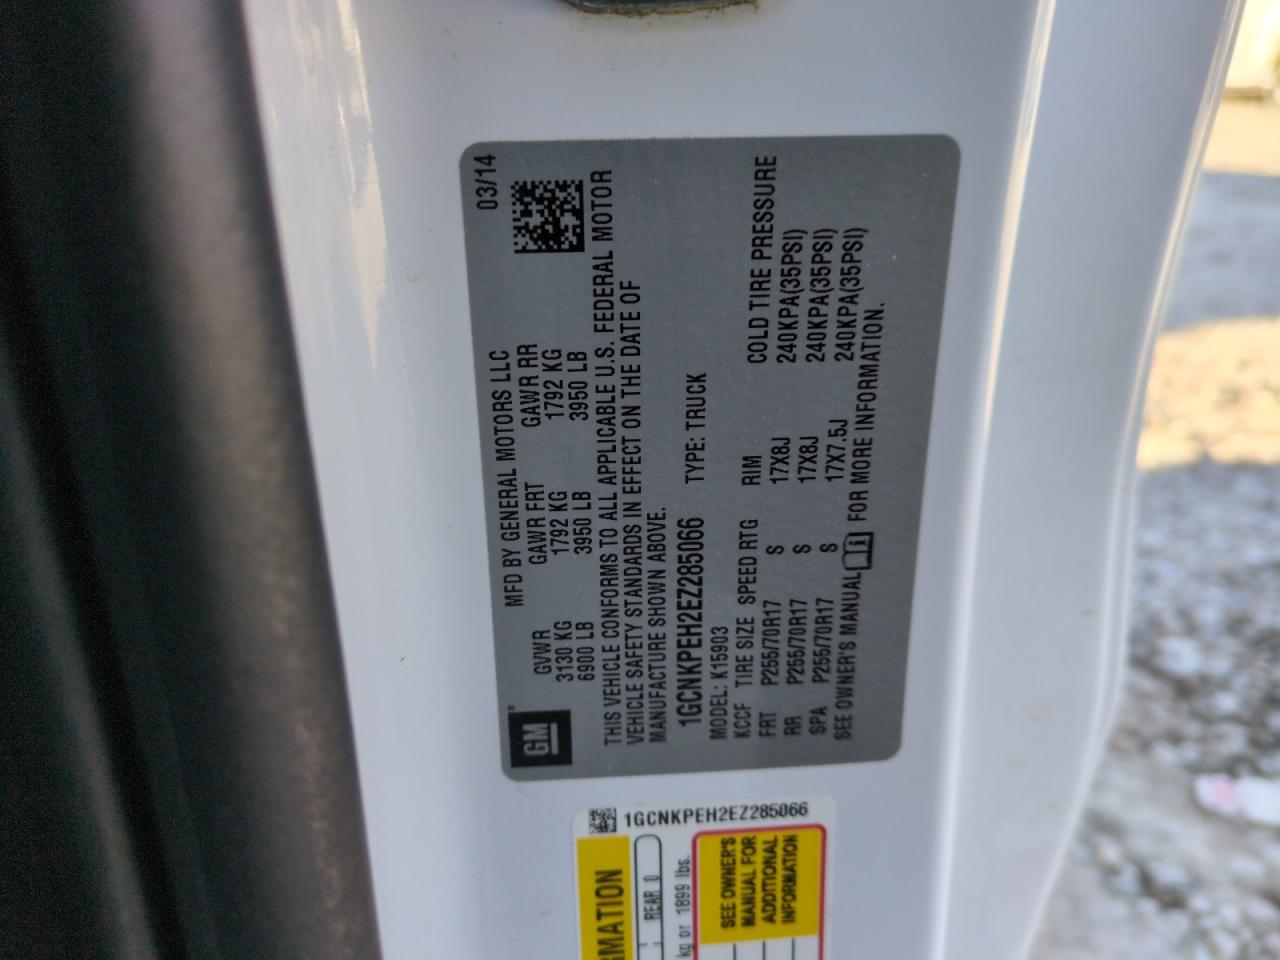 03/14
MFD BY GENERAL MOTORS LLC
GVWR GAWR FRT GAWR RR
3130 KG 1792 KG 1792 KG
6900 LB 3950 LB 3950 LB
THIS VEHICLE CONFORMS TO ALL APPLICABLE U.S. FEDERAL MOTOR
VEHICLE SAFETY STANDARDS IN EFFECT ON THE DATE OF
MANUFACTURE SHOWN ABOVE.
GM
1GCNKPEH2EZ285066 TYPE: TRUCK
MODEL: K15903
KCCF TIRE SIZE SPEED RTG RIM COLD TIRE PRESSURE
FRT P255/70R17 S 17X8J 240KPA(35PSI)
RR P255/70R17 S 17X8J 240KPA(35PSI)
SPA P255/70R17 S 17X7.5J 240KPA(35PSI)
SEE OWNER'S MANUAL FOR MORE INFORMATION.
1GCNKPEH2EZ285066
REAR 0
kg or 1899 lbs.
SEE OWNER'S
MANUAL FOR
ADDITIONAL
INFORMATION